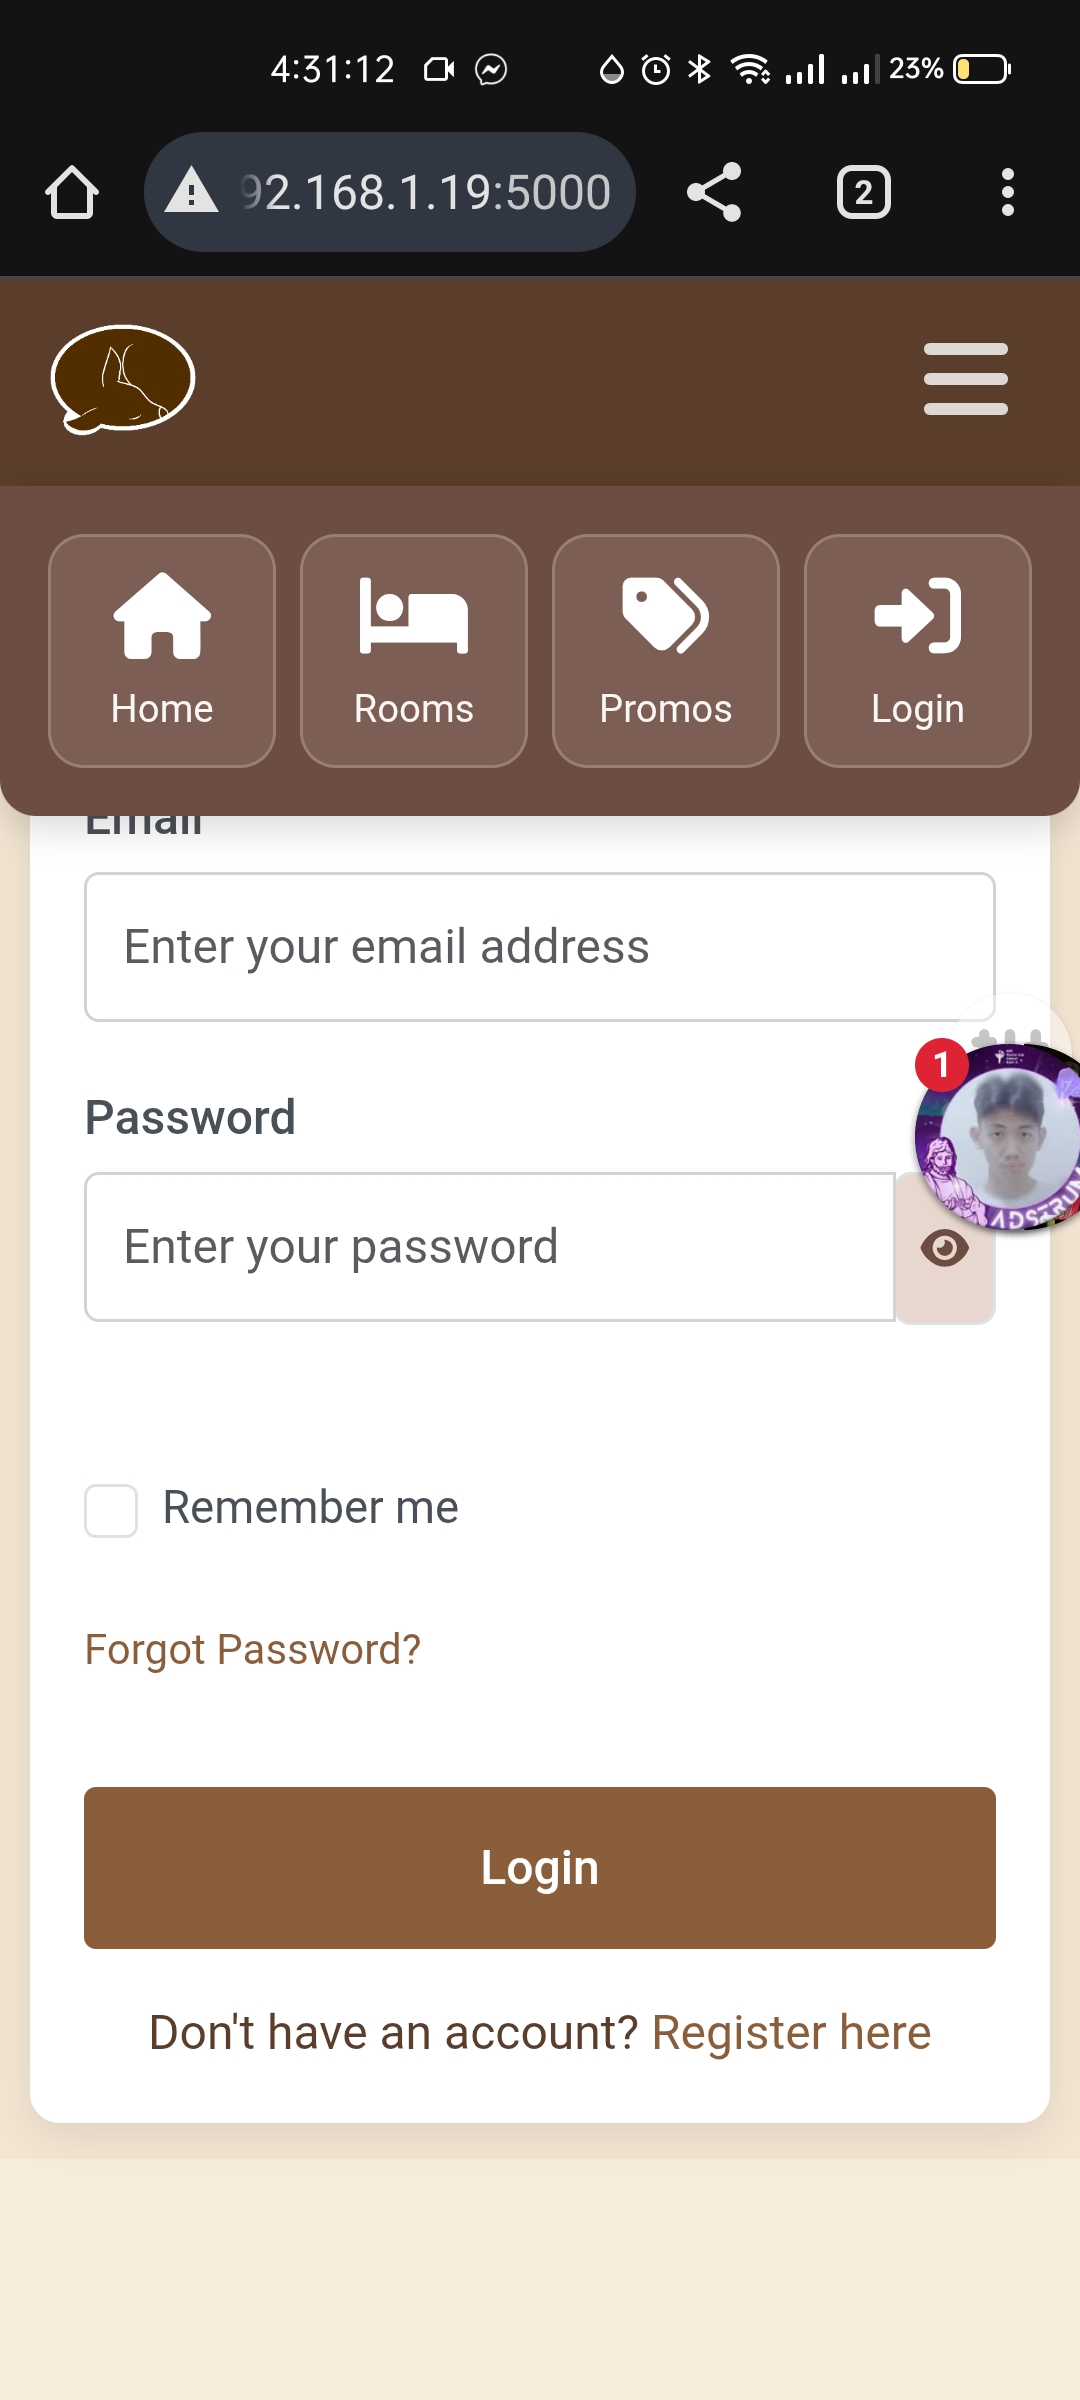 4:31:12
23%
92.168.1.19:5000
2
Home
Rooms
Promos
Login
Email
Enter your email address
1
Password
ADSTRUM
Enter your password
Remember me
Forgot Password?
Login
Don't have an account? Register here